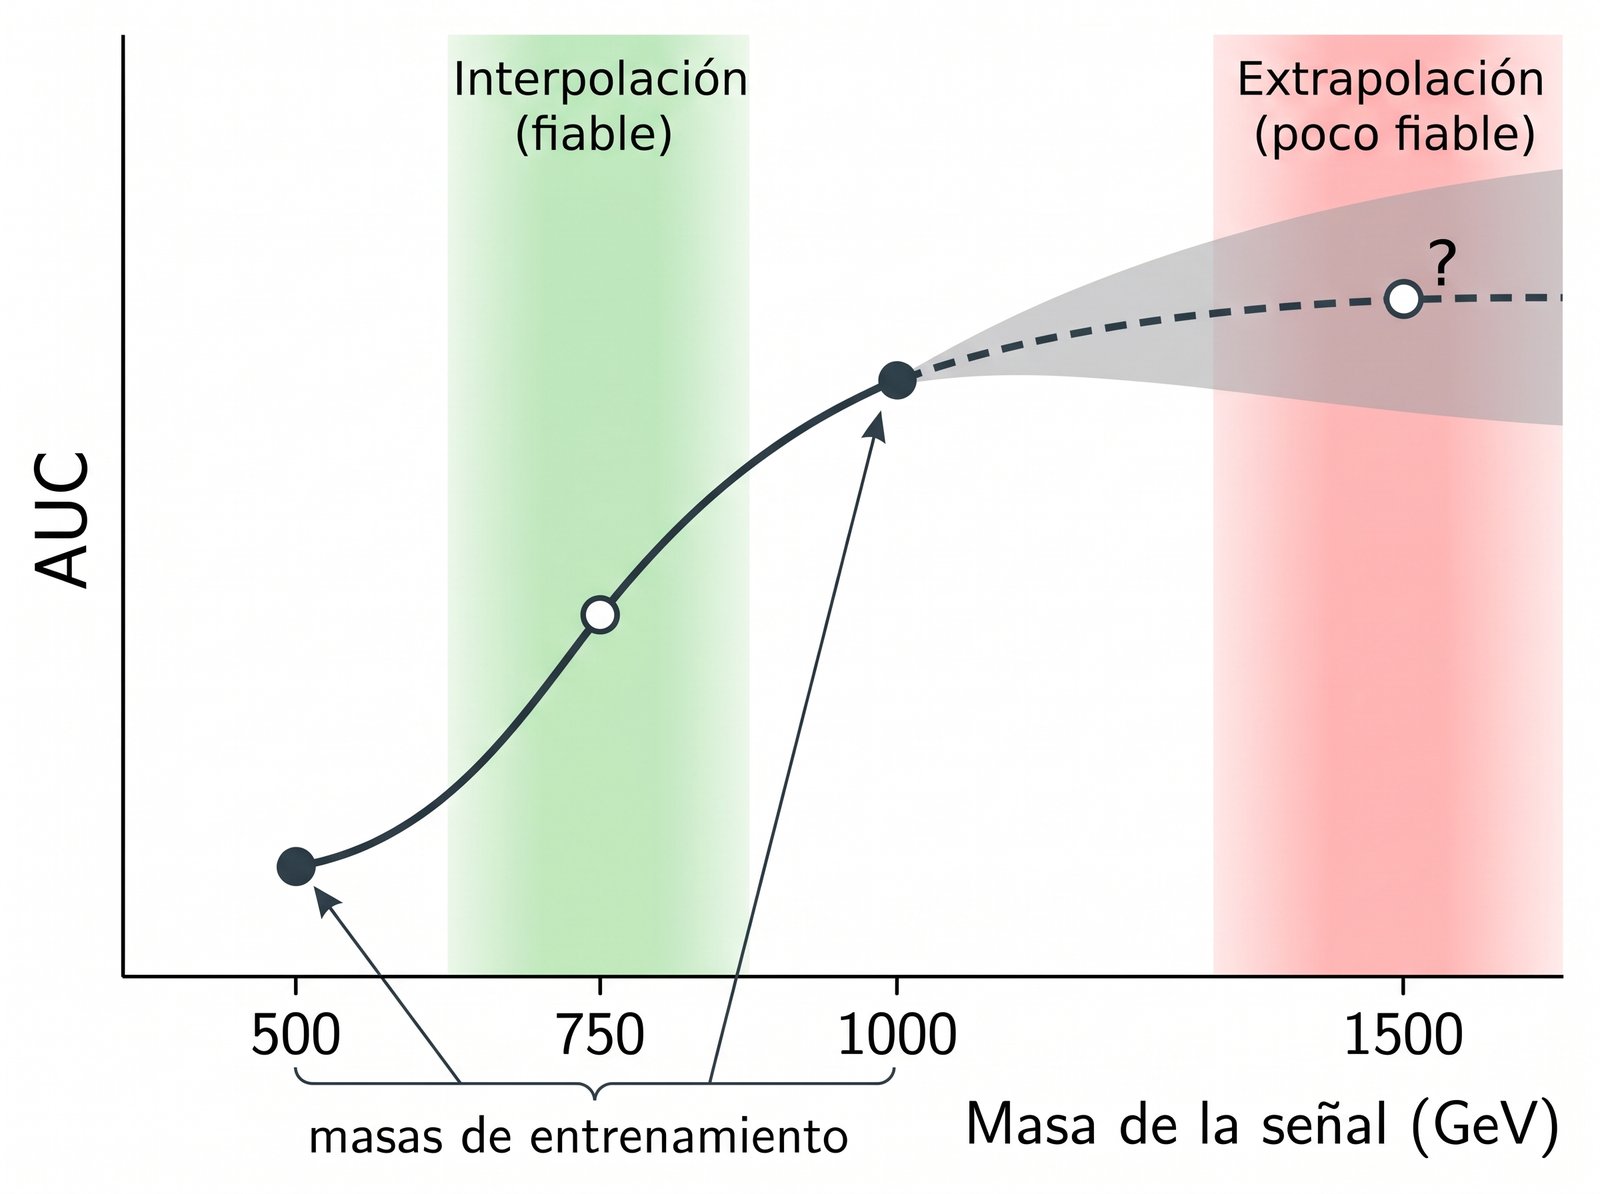 Interpolación
(fiable)
Extrapolación
(poco fiable)
?
AUC
500
750
1000
1500
masas de entrenamiento
Masa de la señal (GeV)